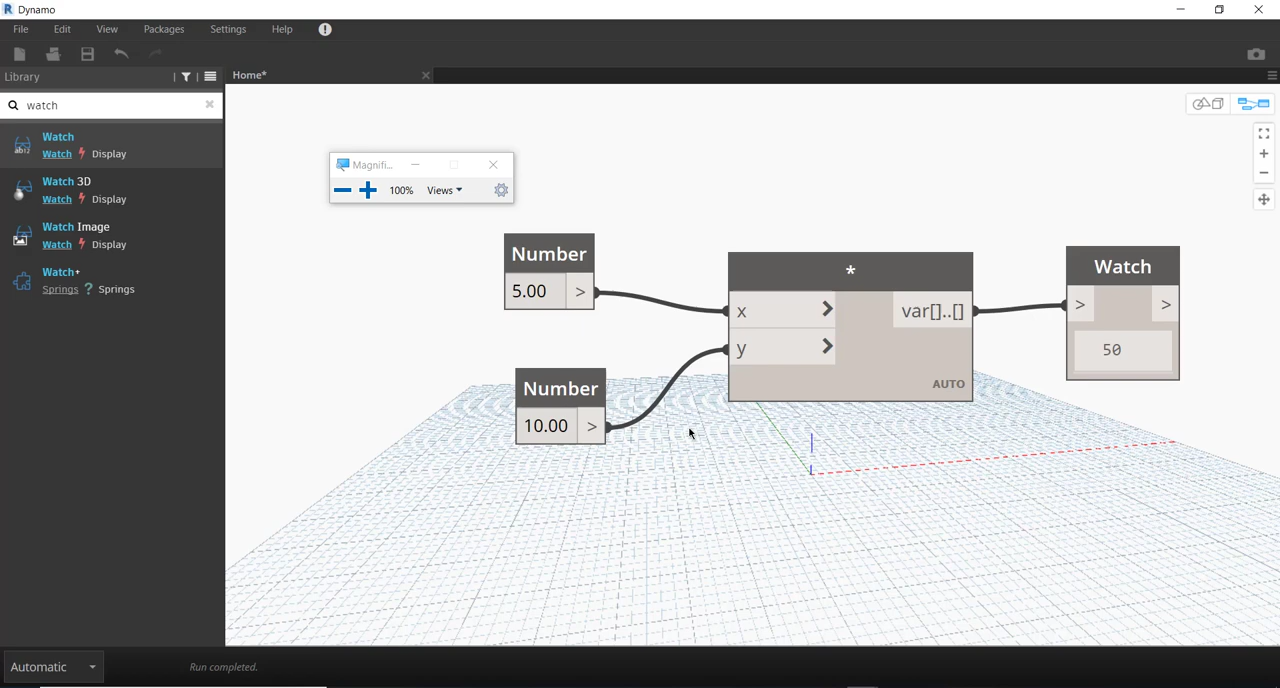 Dynamo
File Edit View Packages Settings Help
Library
Home*
watch
Watch
Watch Display
Watch 3D
Watch Display
Watch Image
Watch Display
Watch+
Springs ? Springs
Magnifi...
100% Views
Number
5.00 >
Number
10.00 >
*
x > var[]..[]
y >
AUTO
Watch
> >
50
Automatic
Run completed.